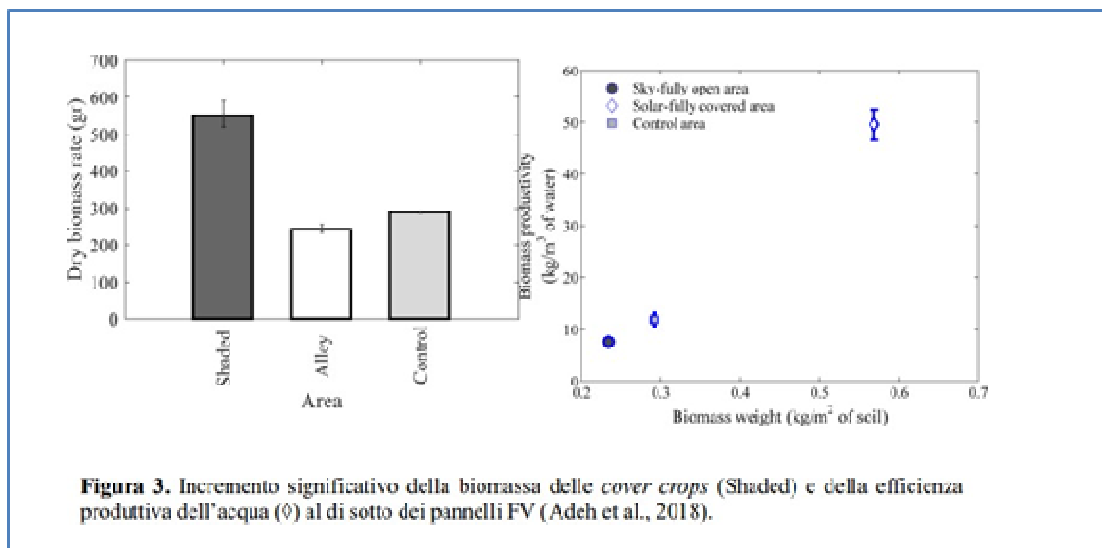 700
600
500
400
300
200
100
0
Dry biomass rate (gr)
Shaded
Alley
Control
Area
60
50
40
30
20
10
0
Biomass productivity
(kg/m³ of water)
Sky-fully open area
Solar-fully covered area
Control area
0.2 0.3 0.4 0.5 0.6 0.7
Biomass weight (kg/m² of soil)
Figura 3. Incremento significativo della biomassa delle cover crops (Shaded) e della efficienza
produttiva dell'acqua (◊) al di sotto dei pannelli FV (Adeh et al., 2018).